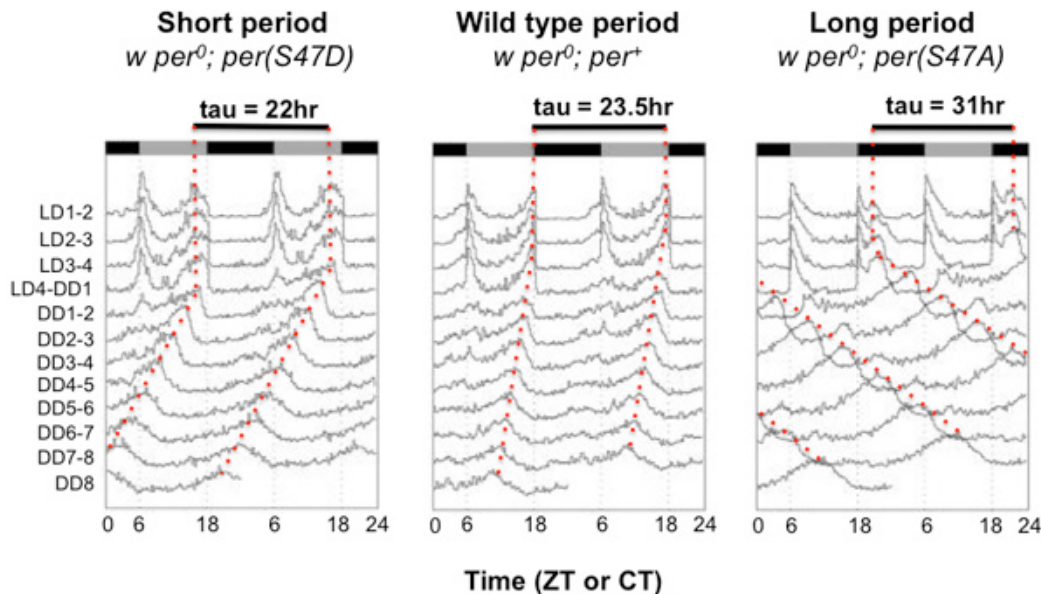 Short period
w per⁰; per(S47D)
tau = 22hr
Wild type period
w per⁰; per⁺
tau = 23.5hr
Long period
w per⁰; per(S47A)
tau = 31hr
LD1-2
LD2-3
LD3-4
LD4-DD1
DD1-2
DD2-3
DD3-4
DD4-5
DD5-6
DD6-7
DD7-8
DD8
0 6 18 6 18 24
0 6 18 6 18 24
0 6 18 6 18 24
Time (ZT or CT)